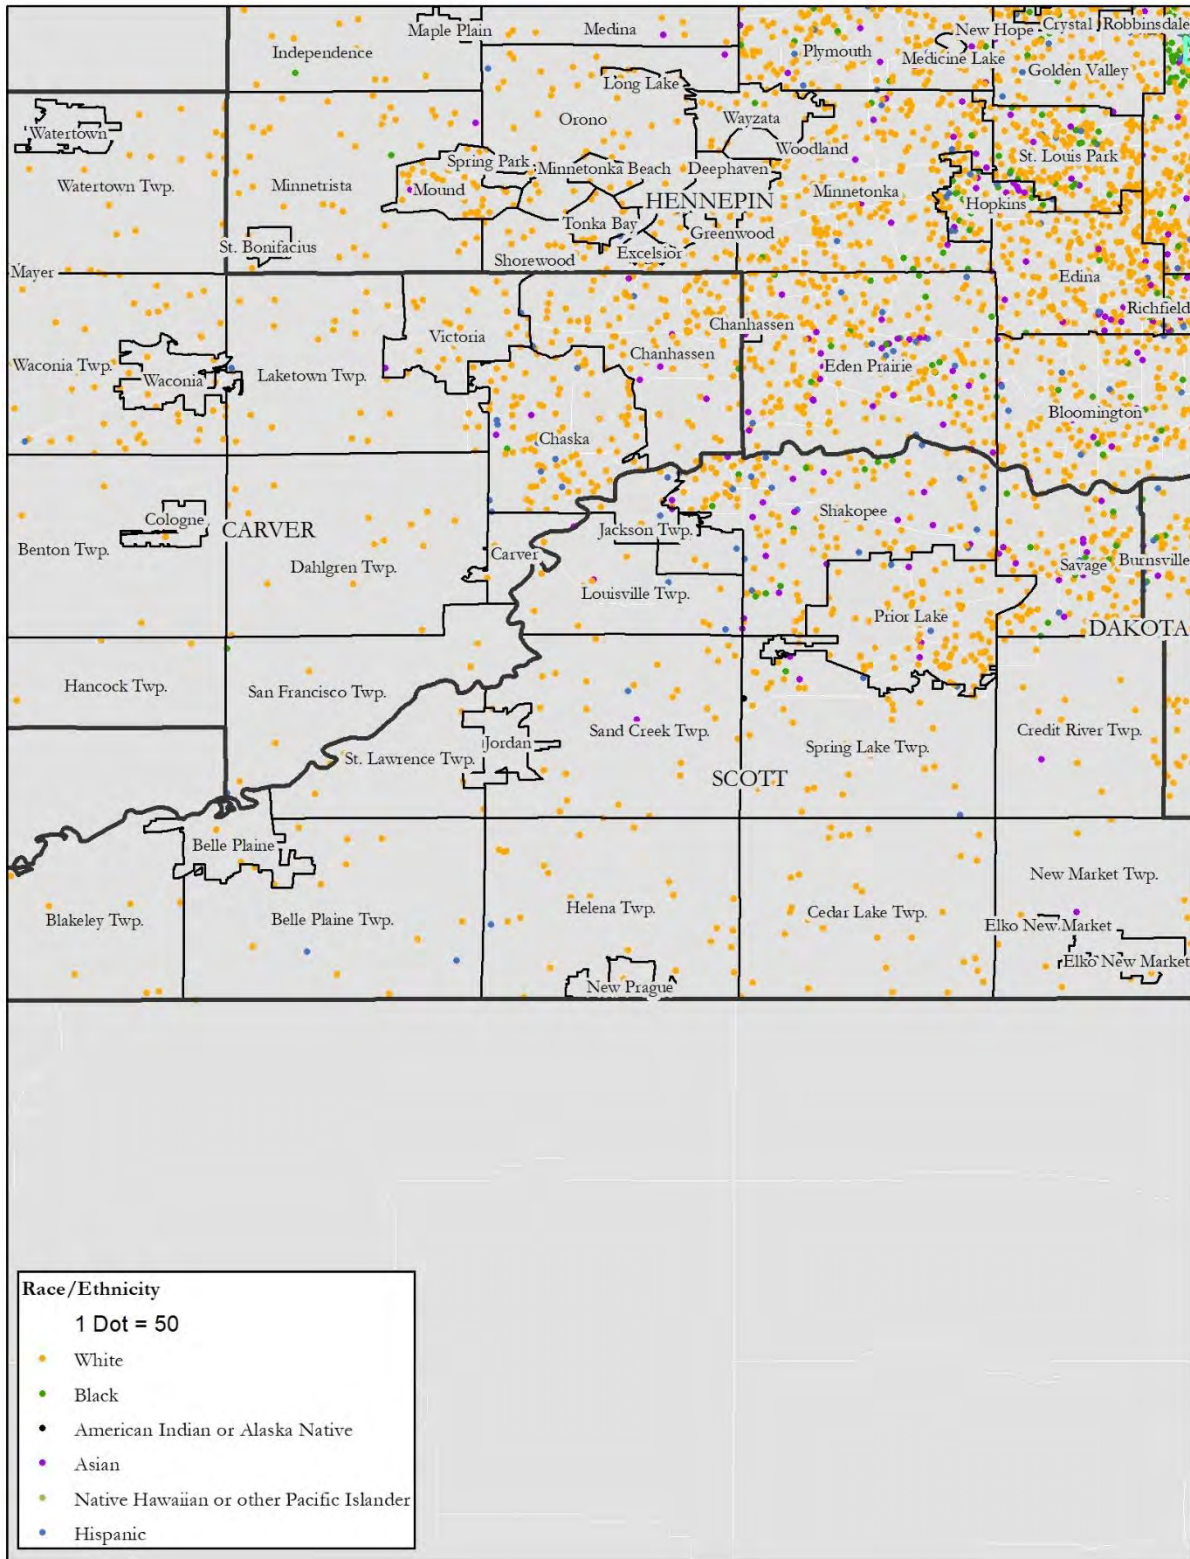 Maple Plain
Medina
New Hope
Crystal
Robbinsdale
Independence
Plymouth
Medicine Lake
Golden Valley
Long Lake
Orono
Wayzata
Watertown
Woodland
St. Louis Park
Spring Park
Minnetonka Beach
Deephaven
Watertown Twp.
Minnetrista
Mound
Minnetonka
HENNEPIN
Hopkins
Tonka Bay
Greenwood
St. Bonifacius
Excelsior
Shorewood
Mayer
Edina
Richfield
Chanhassen
Victoria
Chanhassen
Waconia Twp.
Waconia
Laketown Twp.
Eden Prairie
Bloomington
Chaska
Cologne
CARVER
Jackson Twp.
Shakopee
Benton Twp.
Dahlgren Twp.
Carver
Savage
Burnsville
Louisville Twp.
Prior Lake
DAKOTA
Hancock Twp.
San Francisco Twp.
Sand Creek Twp.
Credit River Twp.
Jordan
Spring Lake Twp.
St. Lawrence Twp.
SCOTT
Belle Plaine
New Market Twp.
Blakeley Twp.
Belle Plaine Twp.
Helena Twp.
Cedar Lake Twp.
Elko New Market
Elko New Market
New Prague
Race/Ethnicity
1 Dot = 50
White
Black
American Indian or Alaska Native
Asian
Native Hawaiian or other Pacific Islander
Hispanic